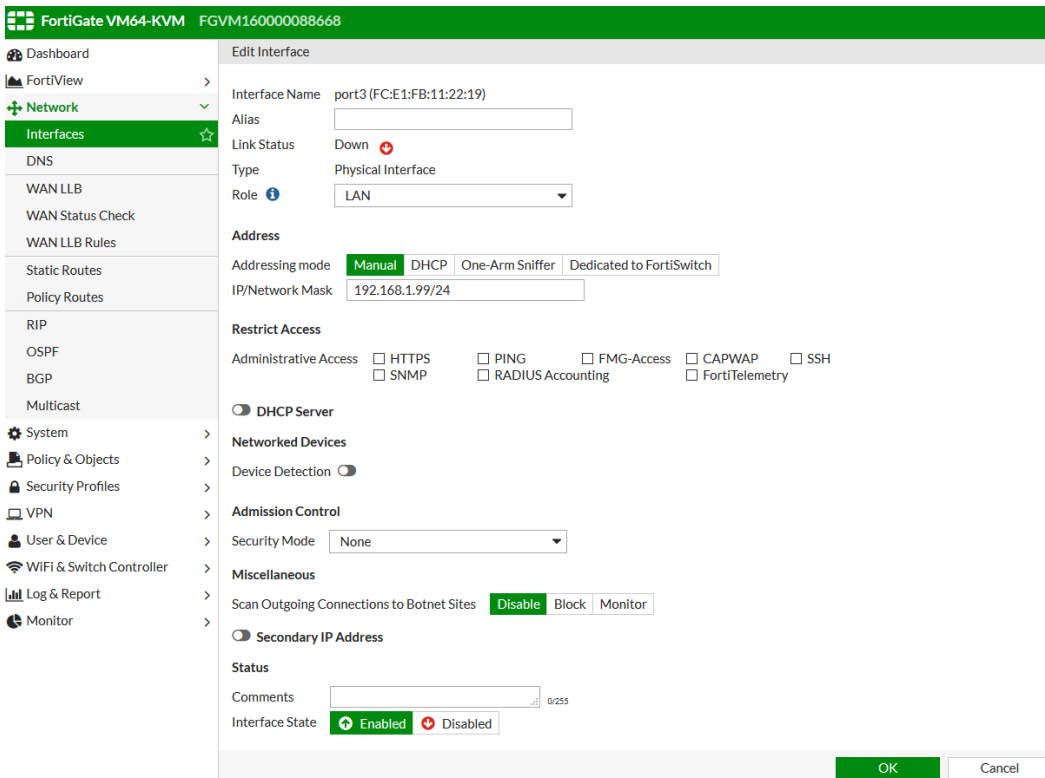 FortiGate VM64-KVM FGVM160000088668
Dashboard
FortiView
Network
Interfaces
DNS
WAN LLB
WAN Status Check
WAN LLB Rules
Static Routes
Policy Routes
RIP
OSPF
BGP
Multicast
System
Policy & Objects
Security Profiles
VPN
User & Device
WiFi & Switch Controller
Log & Report
Monitor
Edit Interface
Interface Name port3 (FC:E1:FB:11:22:19)
Alias
Link Status Down
Type Physical Interface
Role LAN
Address
Addressing mode Manual DHCP One-Arm Sniffer Dedicated to FortiSwitch
IP/Network Mask 192.168.1.99/24
Restrict Access
Administrative Access HTTPS PING FMG-Access CAPWAP SSH
SNMP RADIUS Accounting FortiTelemetry
DHCP Server
Networked Devices
Device Detection
Admission Control
Security Mode None
Miscellaneous
Scan Outgoing Connections to Botnet Sites Disable Block Monitor
Secondary IP Address
Status
Comments 0/255
Interface State Enabled Disabled
OK Cancel